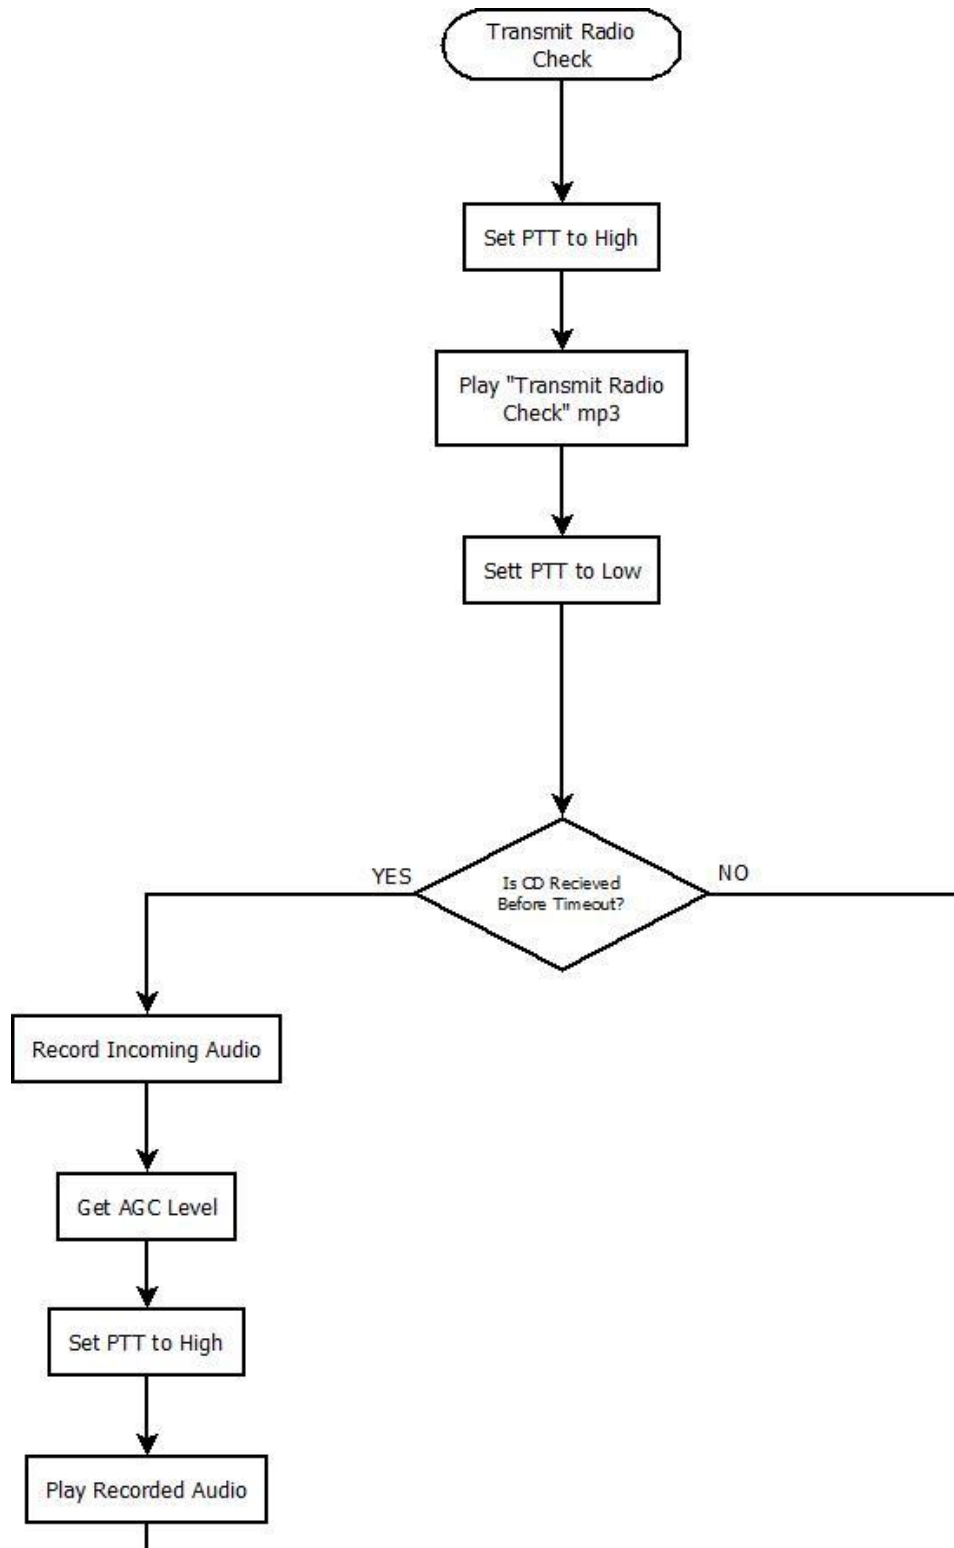 Transmit Radio
Check
Set PTT to High
Play "Transmit Radio
Check" mp3
Sett PTT to Low
YES
NO
Is CD Recieved
Before Timeout?
Record Incoming Audio
Get AGC Level
Set PTT to High
Play Recorded Audio